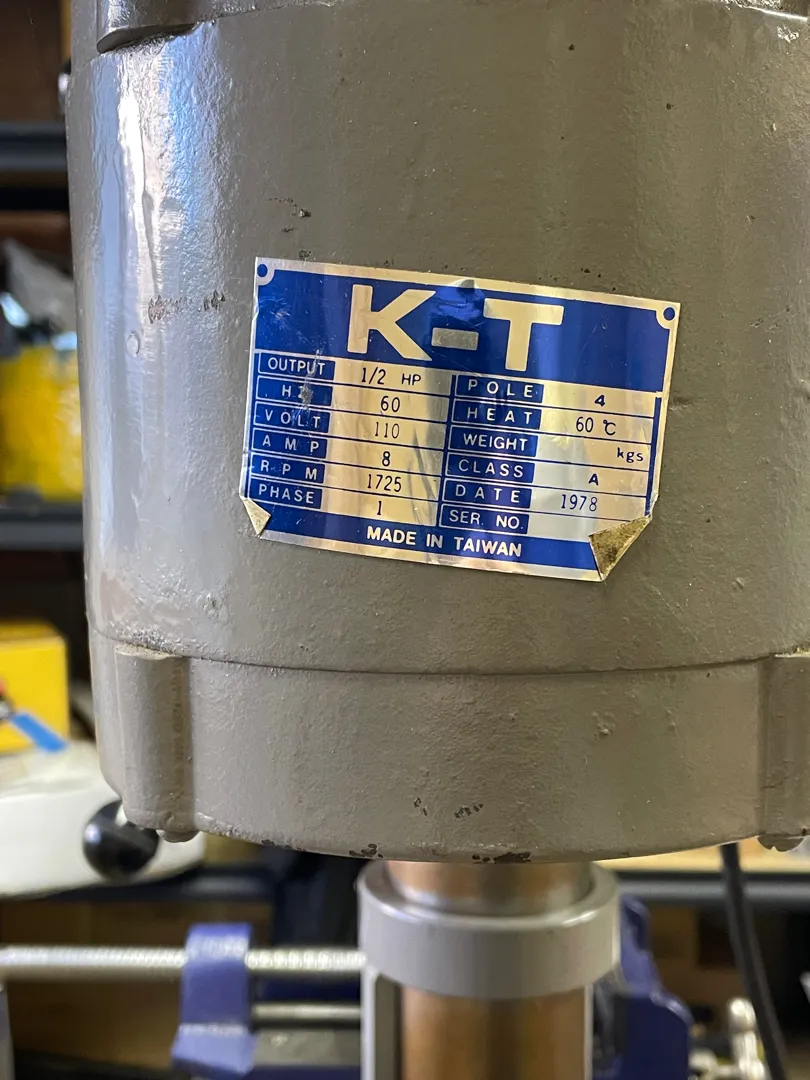 K-T
OUTPUT 1/2 HP
HZ 60
VOLT 110
AMP 8
RPM 1725
PHASE 1
POLE 4
HEAT 60 °C
WEIGHT kgs
CLASS A
DATE 1978
SER. NO.
MADE IN TAIWAN